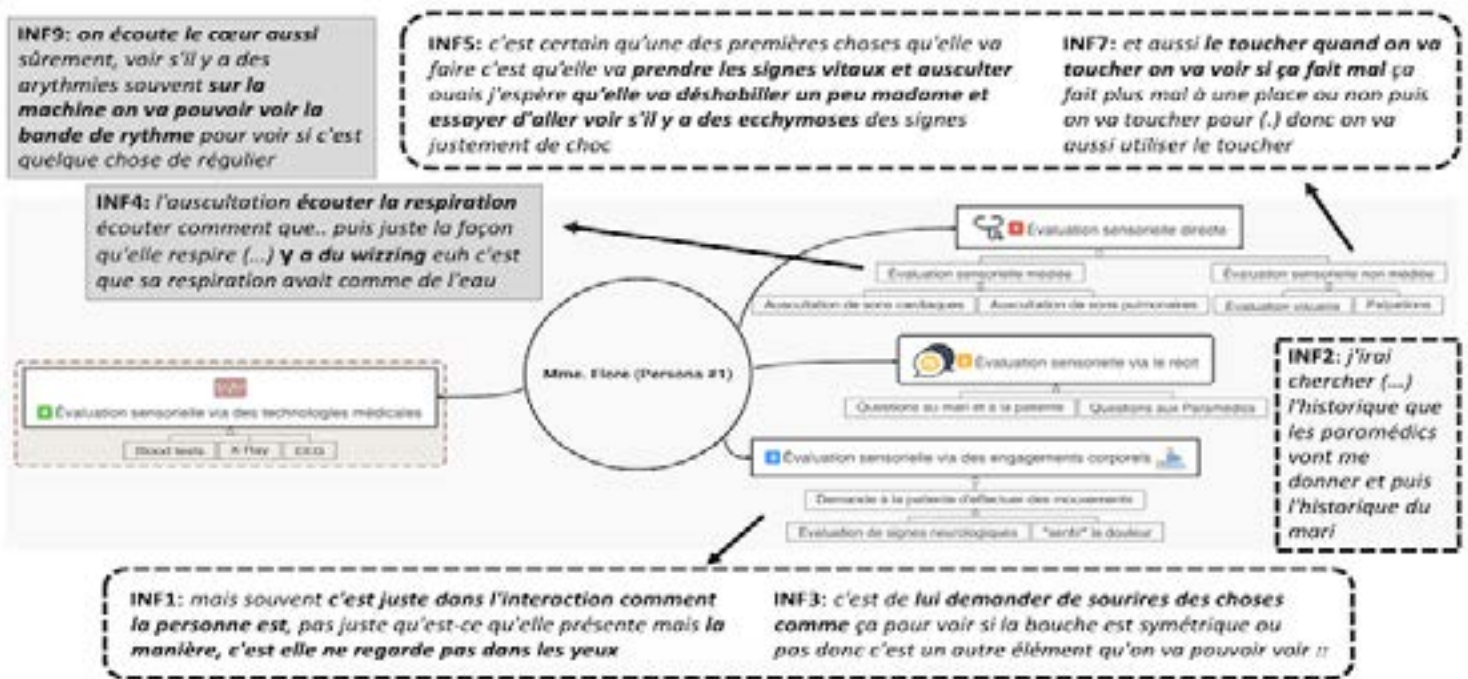 INF9: on écoute le cœur aussi
sûrement, voir s'il y a des
arythmies souvent sur la
machine on va pouvoir voir la
bande de rythme pour voir si c'est
quelque chose de régulier
INF5: c'est certain qu'une des premières choses qu'elle va
faire c'est qu'elle va prendre les signes vitaux et ausculter
ouais j'espère qu'elle va déshabiller un peu madame et
essayer d'aller voir s'il y a des ecchymoses des signes
justement de choc
INF7: et aussi le toucher quand on va
toucher on va voir si ça fait mal ça
fait plus mal à une place ou non puis
on va toucher pour (.) donc on va
aussi utiliser le toucher
INF4: l'auscultation écouter la respiration
écouter comment que.. puis juste la façon
qu'elle respire (...) y a du wizzing euh c'est
que sa respiration avait comme de l'eau
Évaluation sensorielle directe
Évaluation sensorielle médiée
Évaluation sensorielle non médiée
Auscultation de sons cardiaques
Auscultation de sons pulmonaires
Évaluation visuelle
Palpations
Mme. Flore (Persona #1)
Évaluation sensorielle via le récit
Questions au mari et à la patiente
Questions aux Paramédics
Évaluation sensorielle via des technologies médicales
Blood tests
X-Ray
Évaluation sensorielle via des engagements corporels
Demande à la patiente d'effectuer des mouvements
Évaluation de signes neurologiques
"sentir" la douleur
INF2: j'irai
chercher (...)
l'historique que
les paramédics
vont me
donner et puis
l'historique du
mari
INF1: mais souvent c'est juste dans l'interaction comment
la personne est, pas juste qu'est-ce qu'elle présente mais la
manière, c'est elle ne regarde pas dans les yeux
INF3: c'est de lui demander de sourires des choses
comme ça pour voir si la bouche est symétrique ou
pas donc c'est un autre élément qu'on va pouvoir voir